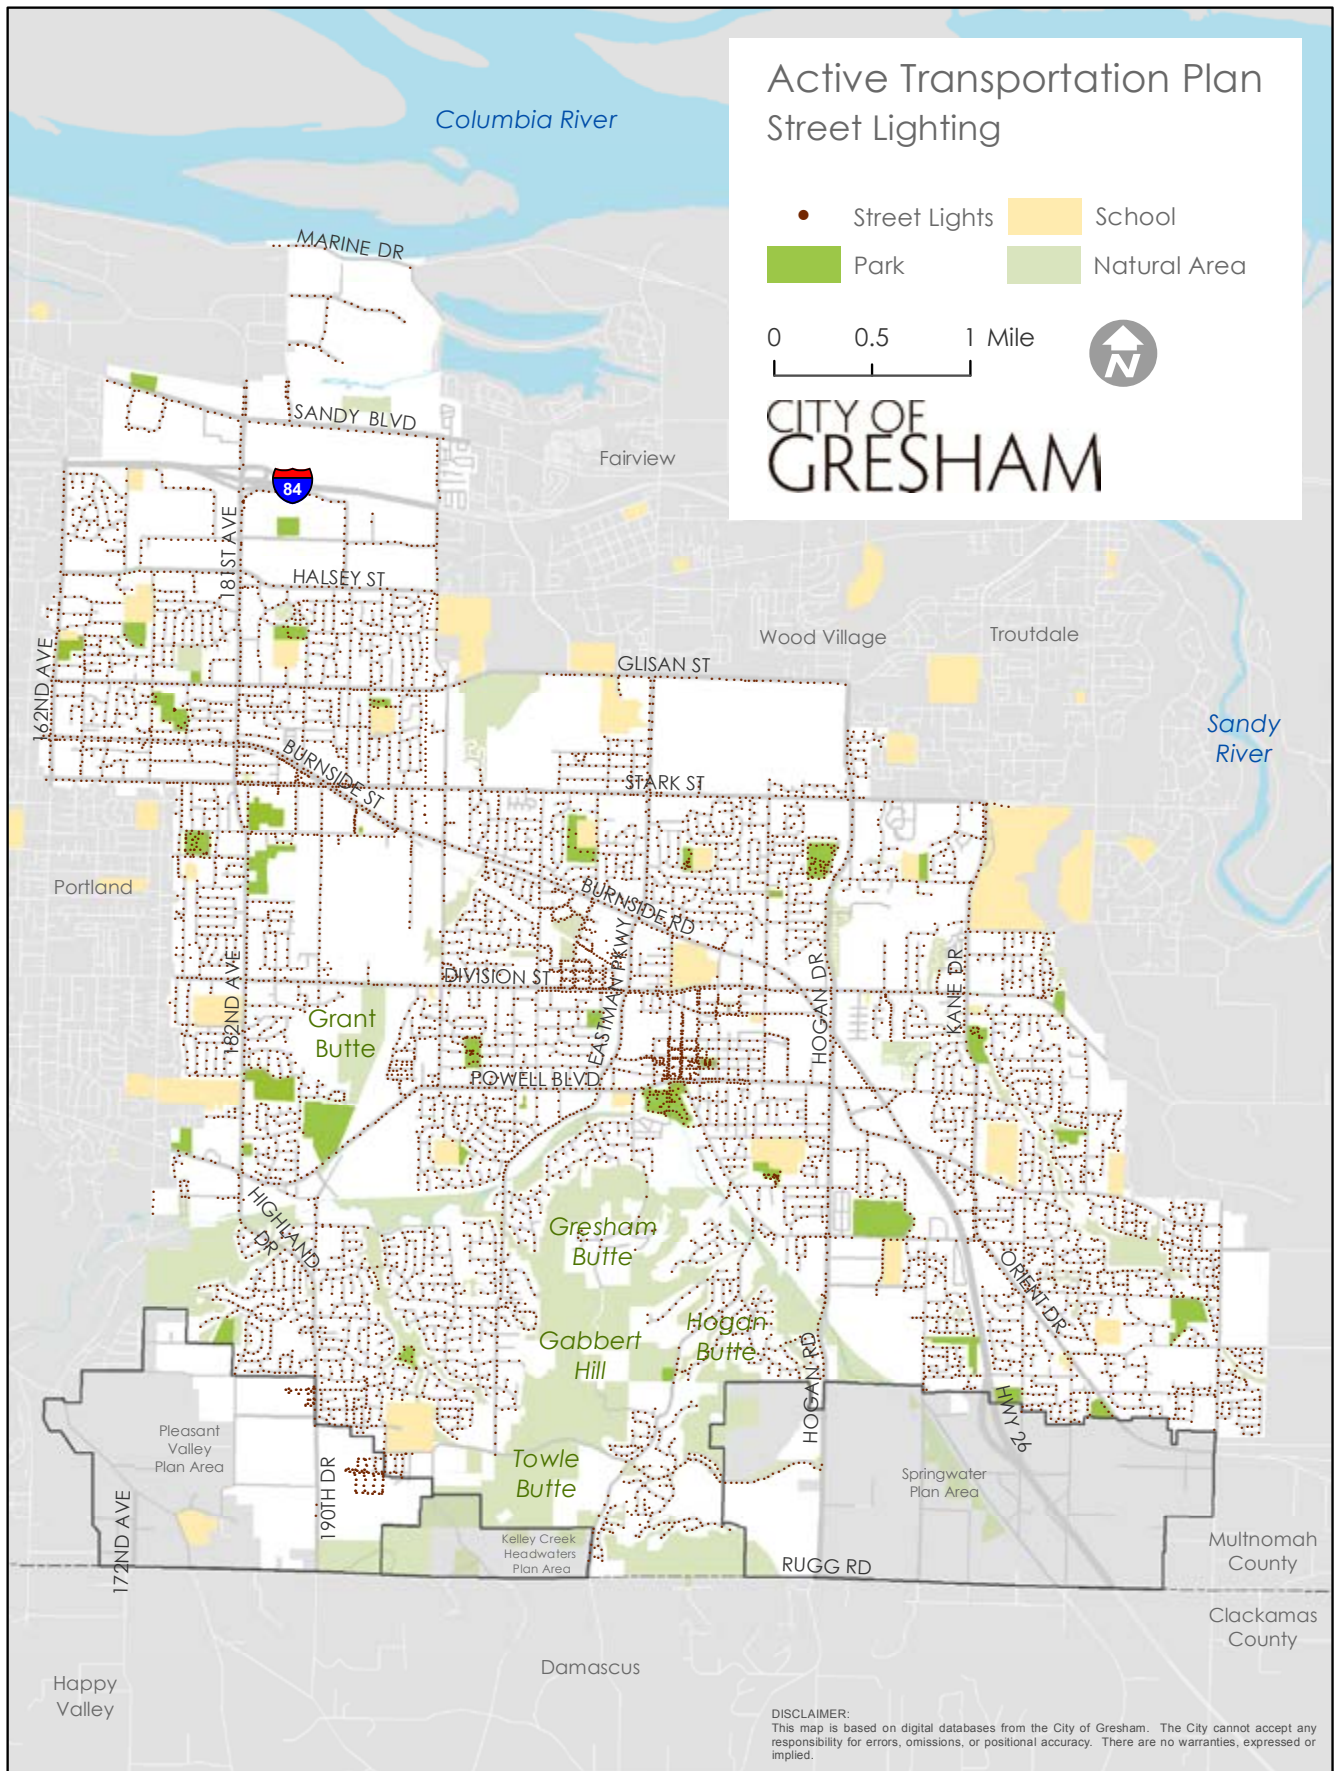 Active Transportation Plan
Street Lighting
Street Lights
School
Park
Natural Area
0 0.5 1 Mile
N
CITY OF
GRESHAM
Columbia River
MARINE DR
SANDY BLVD
Fairview
84
181ST AVE
HALSEY ST
Wood Village
Troutdale
162ND AVE
GLISAN ST
Sandy
River
BURNSIDE ST
STARK ST
Portland
BURNSIDE RD
EASTMAN PKWY
DIVISION ST
182ND AVE
HOGAN DR
KANE DR
Grant
Butte
POWELL BLVD
HIGHLAND
DR
Gresham
Butte
ORIENT DR
Hogan
Butte
Gabbert
Hill
HOGAN RD
HWY 26
Pleasant
Valley
Plan Area
Towle
Butte
Springwater
Plan Area
190TH DR
172ND AVE
Kelley Creek
Headwaters
Plan Area
RUGG RD
Multnomah
County
Clackamas
County
Damascus
Happy
Valley
DISCLAIMER:
This map is based on digital databases from the City of Gresham. The City cannot accept any
responsibility for errors, omissions, or positional accuracy. There are no warranties, expressed or
implied.